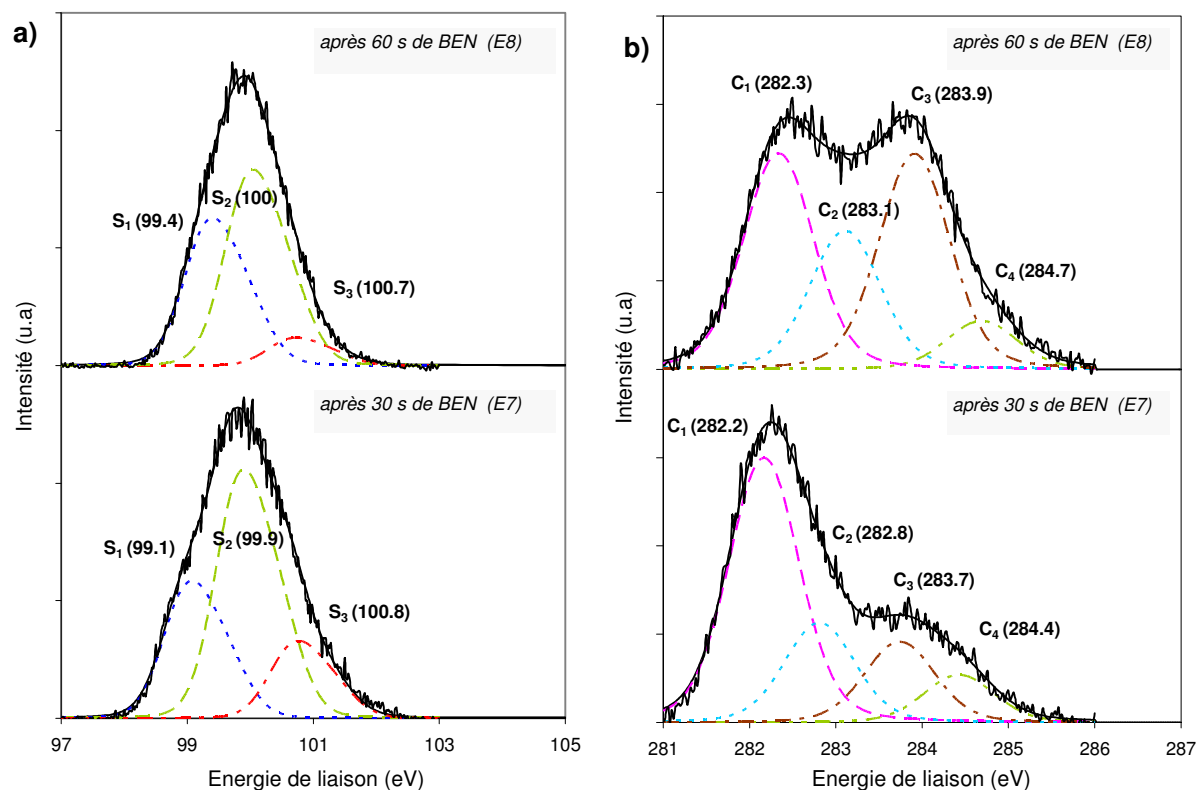 a)
après 60 s de BEN (E8)
S1 (99.4)
S2 (100)
S3 (100.7)
Intensité (u.a)
après 30 s de BEN (E7)
S1 (99.1)
S2 (99.9)
S3 (100.8)
97 99 101 103 105
Energie de liaison (eV)
b)
après 60 s de BEN (E8)
C1 (282.3)
C3 (283.9)
C2 (283.1)
C4 (284.7)
Intensité (u.a)
après 30 s de BEN (E7)
C1 (282.2)
C2 (282.8)
C3 (283.7)
C4 (284.4)
281 282 283 284 285 286 287
Energie de liaison (eV)